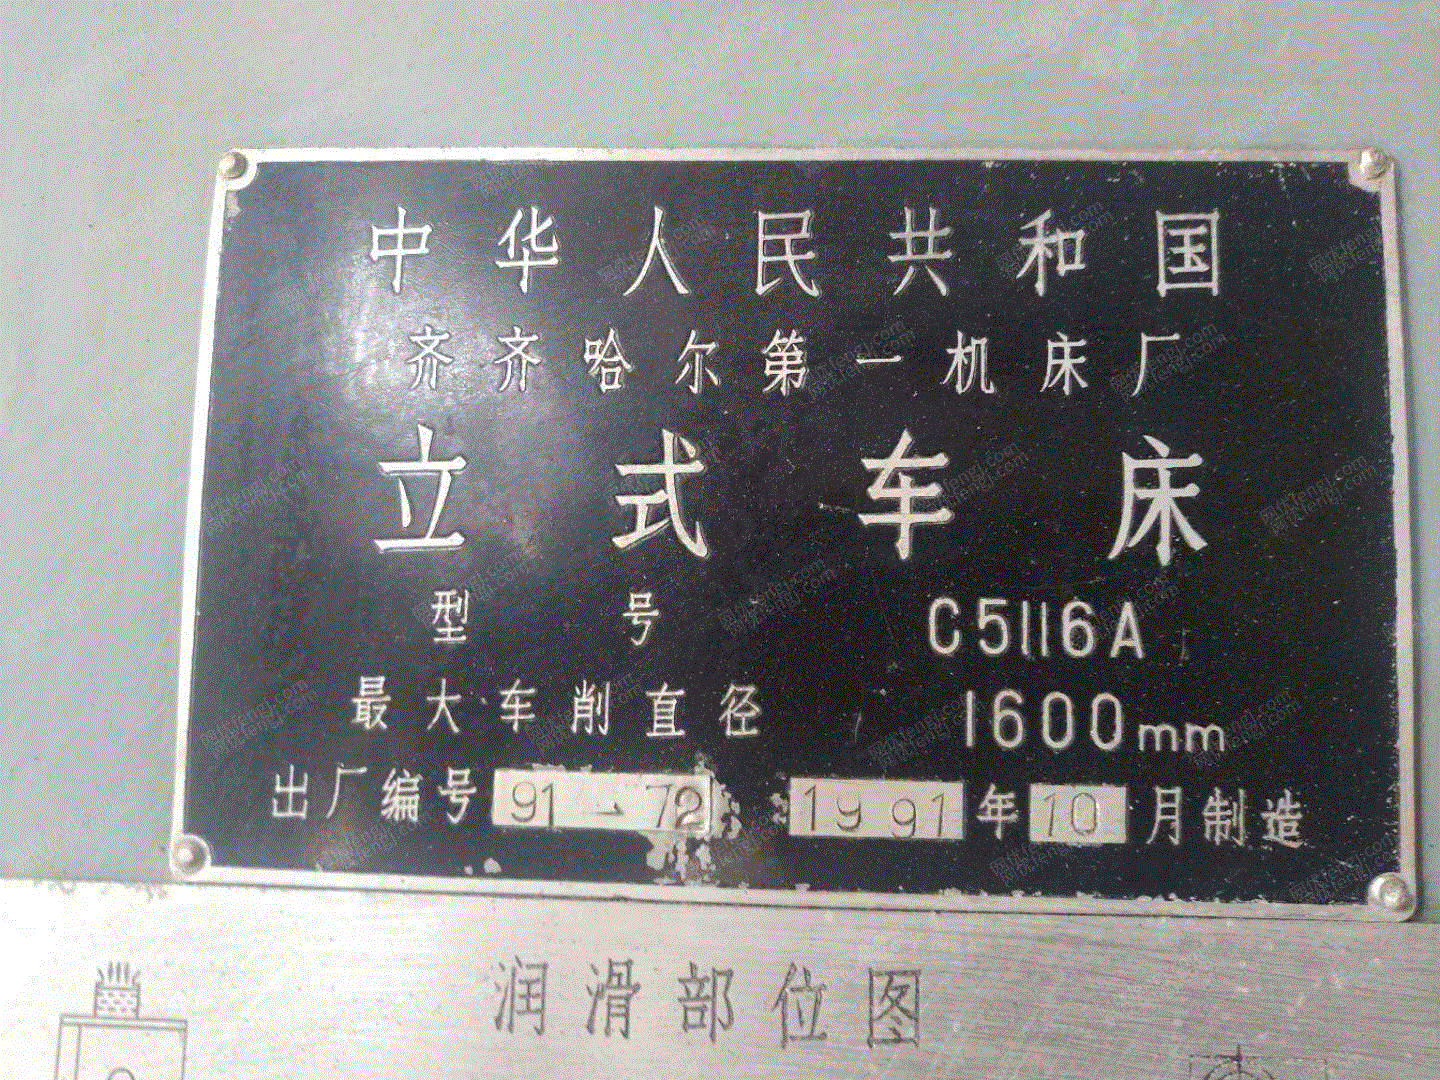 中华人民共和国
齐齐哈尔第一机床厂
立式车床
型号 C5116A
最大车削直径 1600mm
出厂编号 91-72 1991年10月制造
润滑部位图